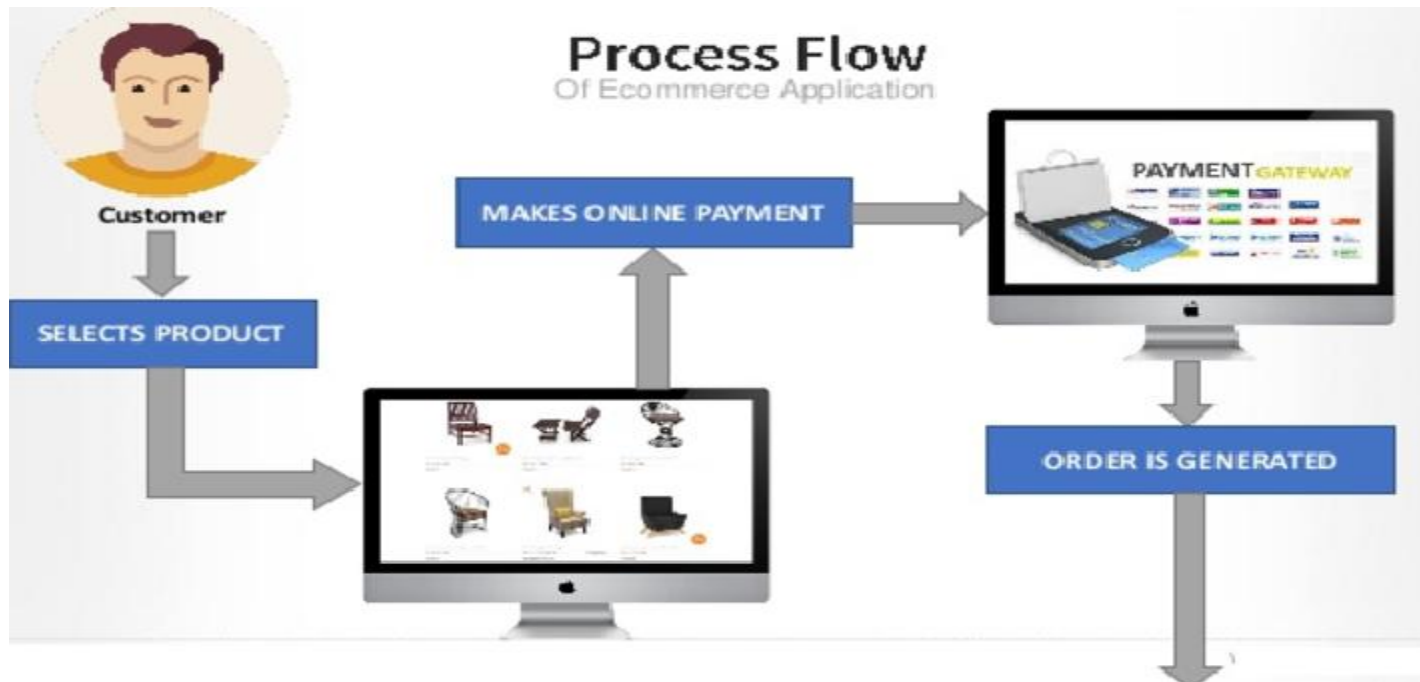 Process Flow
Of Ecommerce Application
Customer
SELECTS PRODUCT
MAKES ONLINE PAYMENT
PAYMENT GATEWAY
ORDER IS GENERATED